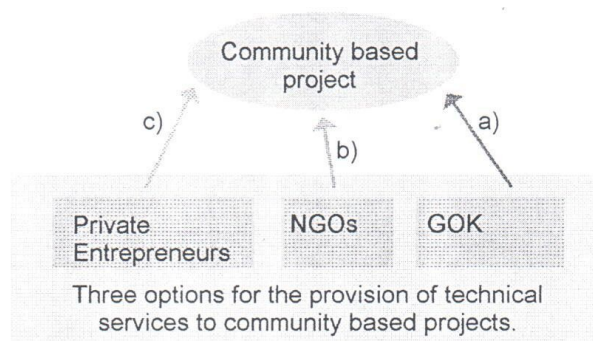 Community based
project
c)
b)
a)
Private
Entrepreneurs
NGOs
GOK
Three options for the provision of technical
services to community based projects.